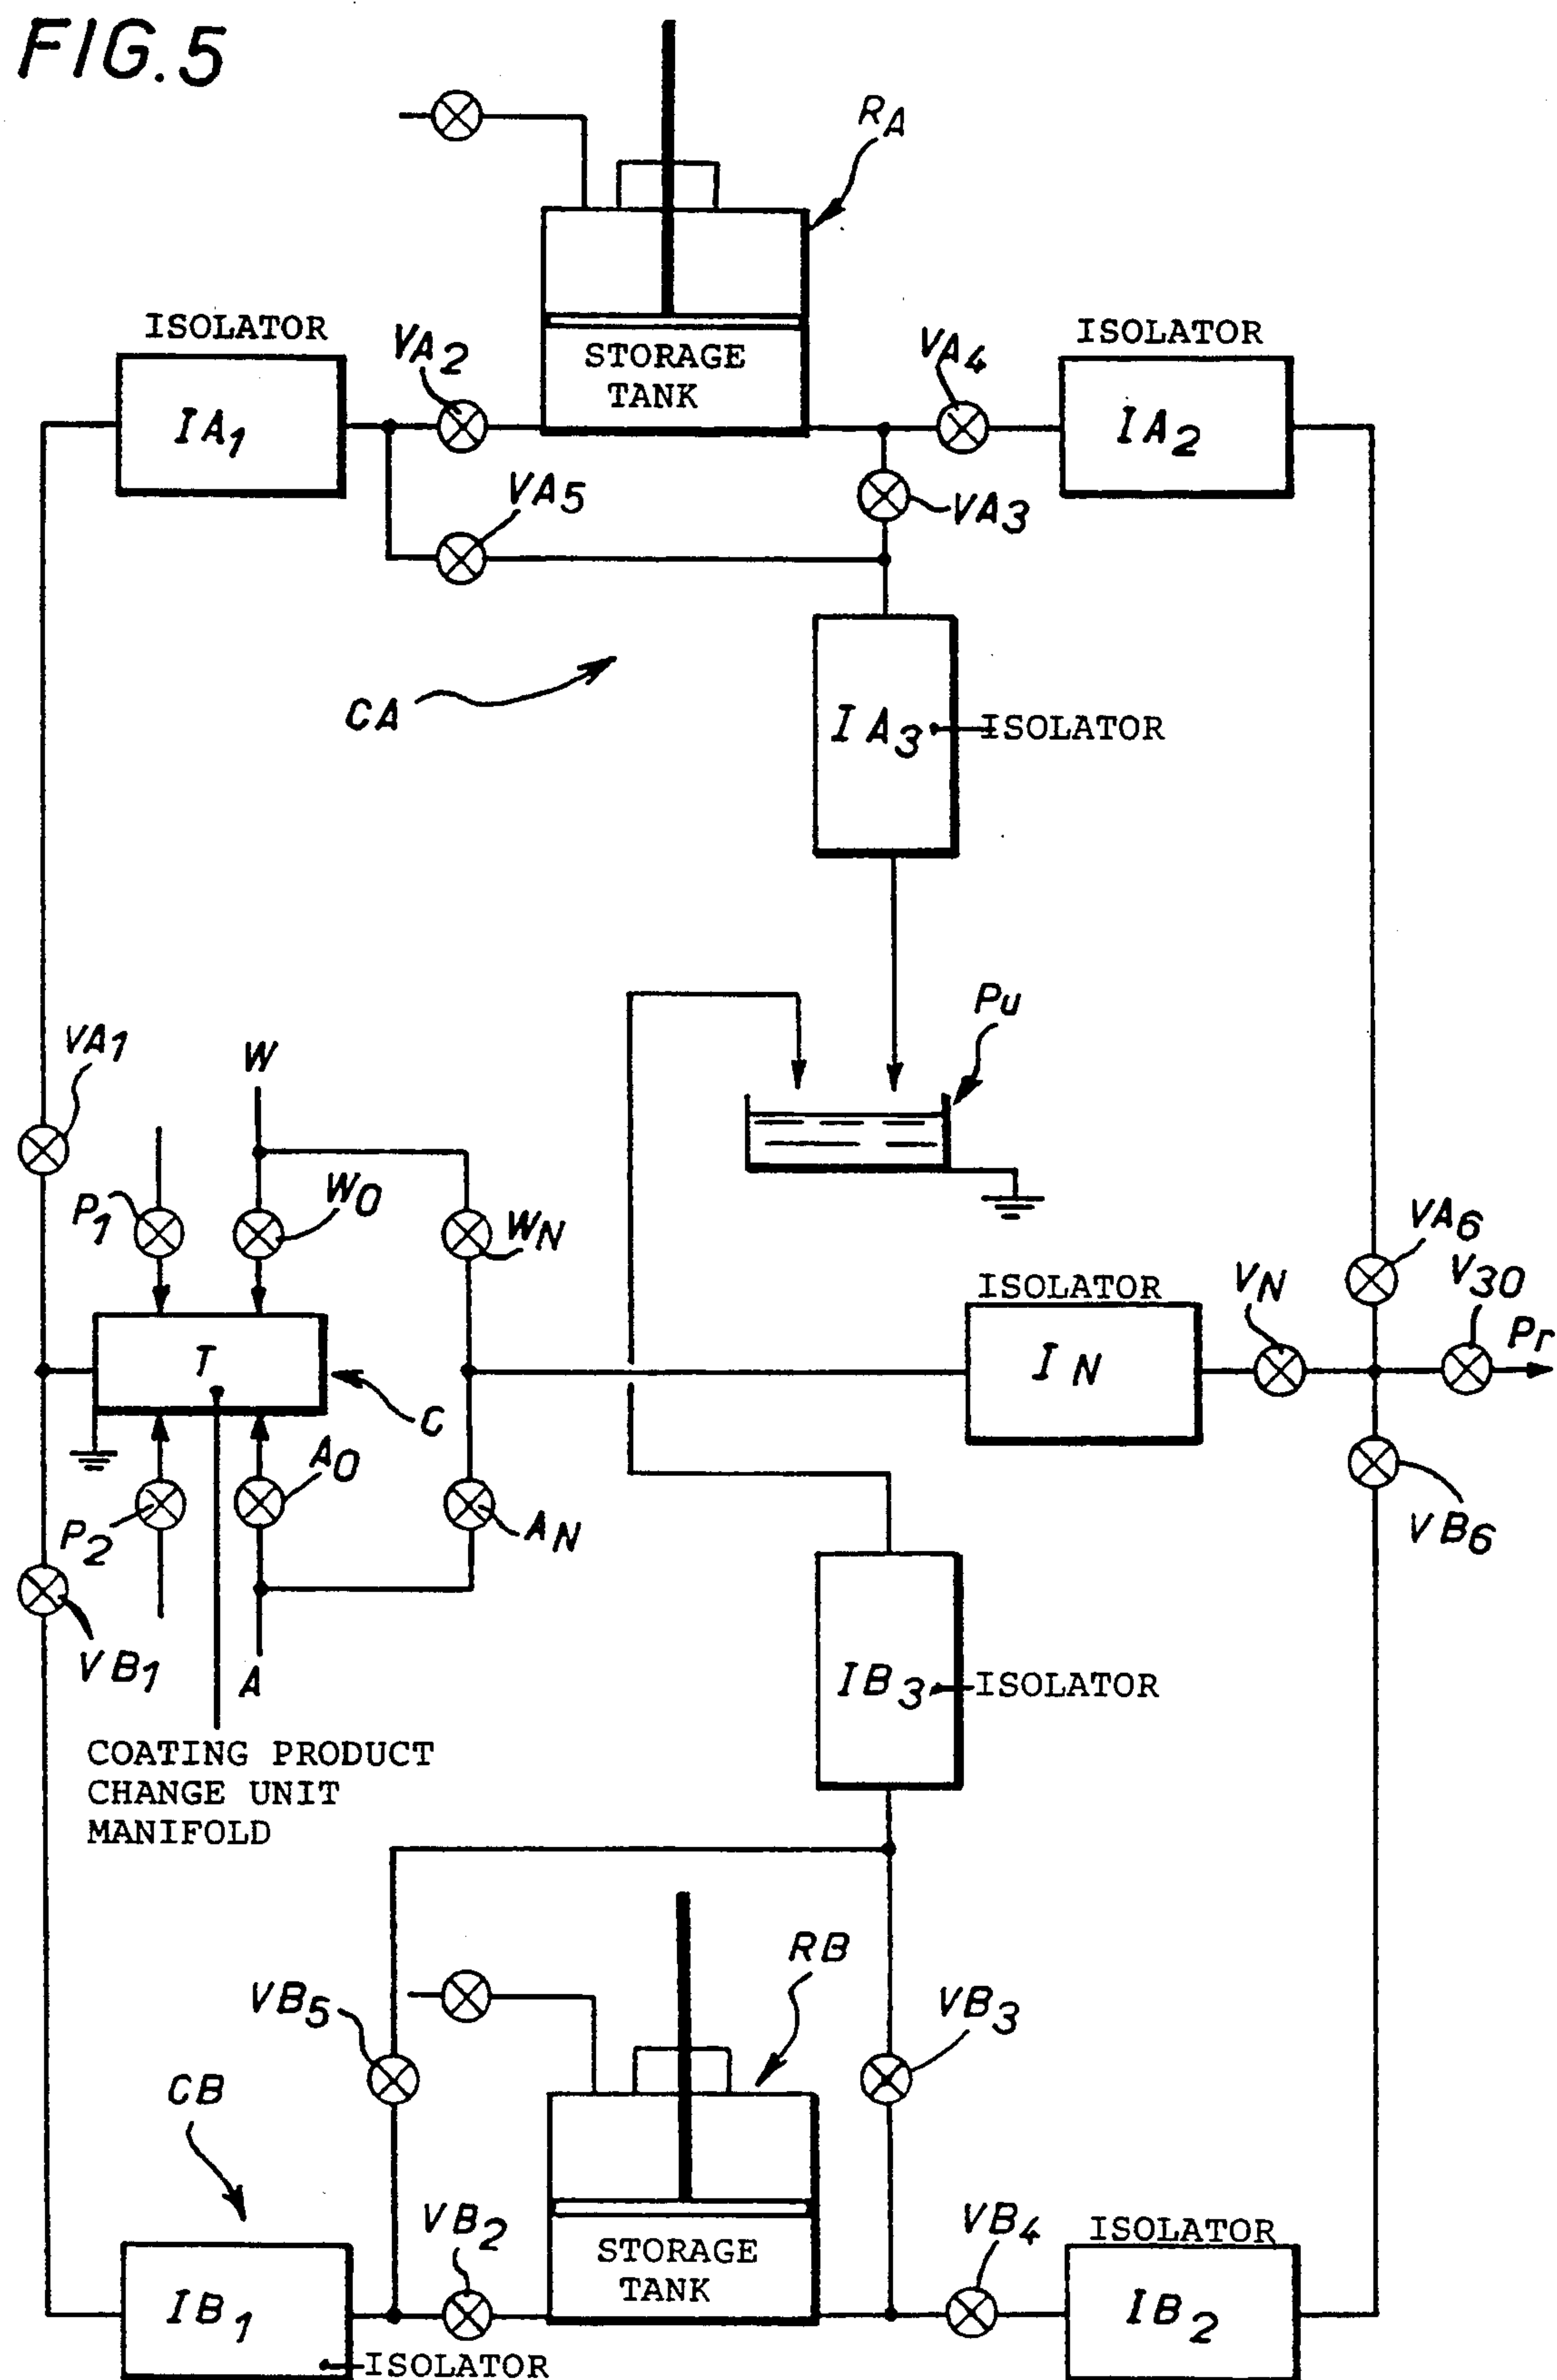 FIG.5
RA
ISOLATOR
VA2
VA4
ISOLATOR
STORAGE
TANK
IA1
IA2
VA5
VA3
CA
IA3
ISOLATOR
Pu
VA1
W
P1
W0
WN
VA6
V30
VN
ISOLATOR
Pr
T
IN
C
A0
P2
AN
VB6
VB1
A
IB3
ISOLATOR
COATING PRODUCT
CHANGE UNIT
MANIFOLD
RB
VB5
VB3
CB
VB2
VB4
ISOLATOR
STORAGE
TANK
IB1
IB2
ISOLATOR